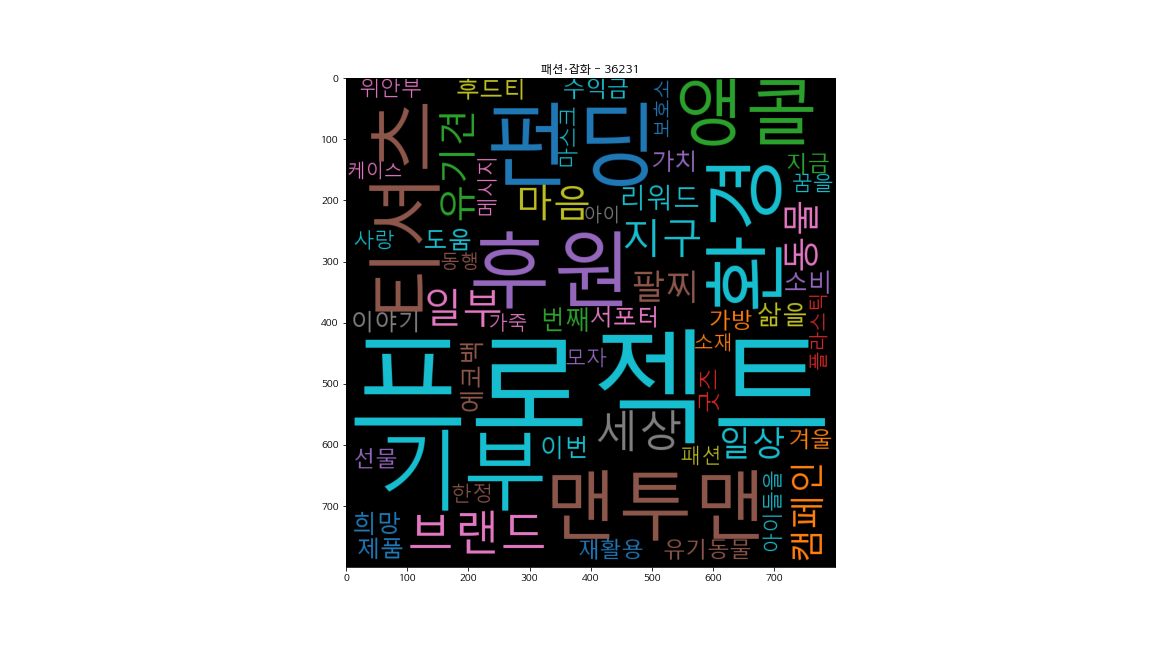 패션·잡화 – 36231
위안부
후드티
수익금
보호소
티셔츠
유기견
마스크
가치
지금
케이스
메시지
꿈을
마음
아이
리워드
환경
동물
사랑
도움
동행
후원
지구
팔찌
소비
이야기
일부
가죽
번째
서포터
가방
삶을
플라스틱
프로젝트
에코백
모자
소재
굿즈
기부
이번
세상
패션
일상
겨울
선물
한정
맨투맨
아이들을
캠페인
희망
제품
브랜드
재활용
유기동물
0
100
200
300
400
500
600
700
0 100 200 300 400 500 600 700